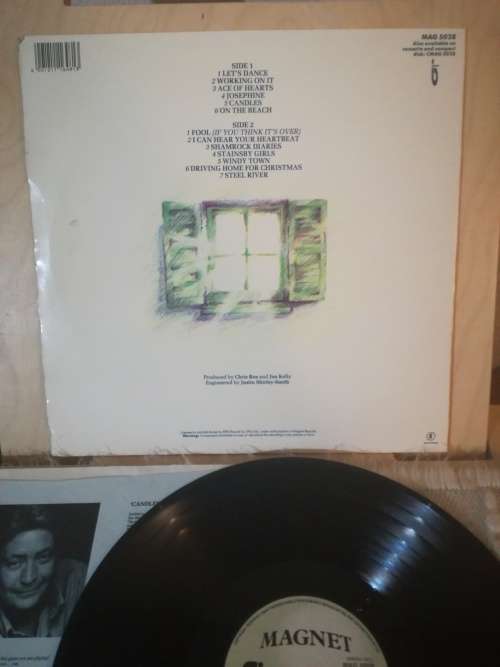 MAG 5028
Also available on
cassette and compact
SIDE 1
1 LET'S DANCE
2 WORKING ON IT
3 ACE OF HEARTS
4 JOSEPHINE
5 CANDLES
6 ON THE BEACH
SIDE 2
1 FOOL (IF YOU THINK IT'S OVER)
2 I CAN HEAR YOUR HEARTBEAT
3 SHAMROCK DIARIES
4 STAINSBY GIRLS
5 WINDY TOWN
6 DRIVING HOME FOR CHRISTMAS
7 STEEL RIVER
Produced by Chris Rea and Jon Kelly
Engineered by Justin Shirley-Smith
MAGNET